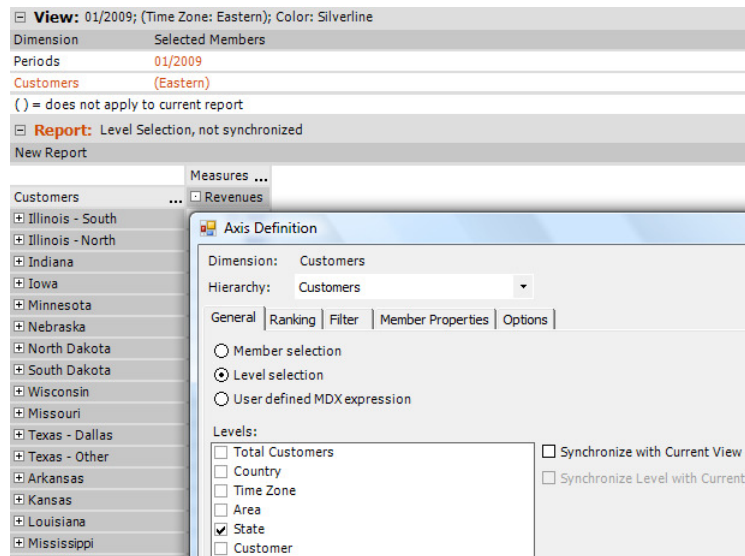 View: 01/2009; (Time Zone: Eastern); Color: Silverline
Dimension Selected Members
Periods 01/2009
Customers (Eastern)
( ) = does not apply to current report
Report: Level Selection, not synchronized
New Report
Measures ...
Customers ... Revenues
Illinois - South
Illinois - North
Indiana
Iowa
Minnesota
Nebraska
North Dakota
South Dakota
Wisconsin
Missouri
Texas - Dallas
Texas - Other
Arkansas
Kansas
Louisiana
Mississippi
Axis Definition
Dimension: Customers
Hierarchy: Customers
General Ranking Filter Member Properties Options
Member selection
Level selection
User defined MDX expression
Levels:
Total Customers
Country
Time Zone
Area
State
Customer
Synchronize with Current View
Synchronize Level with Current